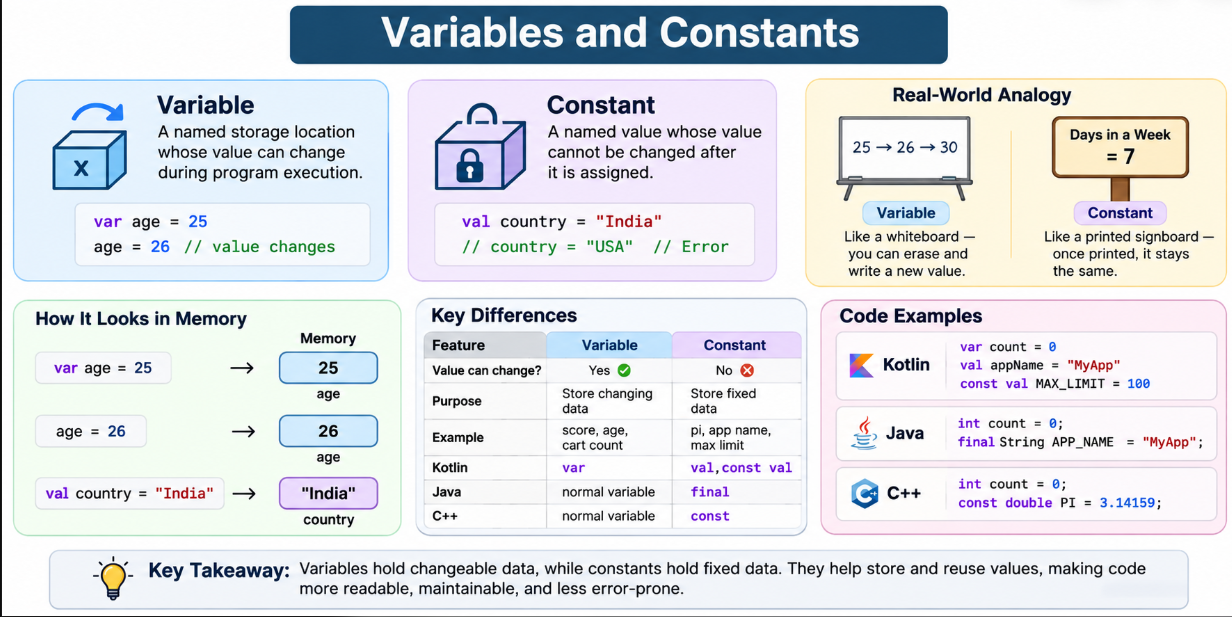 Variables and Constants
Variable
A named storage location
whose value can change
during program execution.
X
var age = 25
age = 26 // value changes
Constant
A named value whose value
cannot be changed after
it is assigned.
val country = "India"
// country = "USA" // Error
Real-World Analogy
25 → 26 → 30
Variable
Like a whiteboard —
you can erase and
write a new value.
Days in a Week
= 7
Constant
Like a printed signboard —
once printed, it stays
the same.
How It Looks in Memory
Memory
var age = 25 → 25
age
age = 26 → 26
age
val country = "India" → "India"
country
Key Differences
Feature Variable Constant
Value can change? Yes No
Purpose Store changing data Store fixed data
Example score, age, cart count pi, app name, max limit
Kotlin var val,const val
Java normal variable final
C++ normal variable const
Code Examples
Kotlin
var count = 0
val appName = "MyApp"
const val MAX_LIMIT = 100
Java
int count = 0;
final String APP_NAME = "MyApp";
C++
C++
int count = 0;
const double PI = 3.14159;
Key Takeaway: Variables hold changeable data, while constants hold fixed data. They help store and reuse values, making code
more readable, maintainable, and less error-prone.